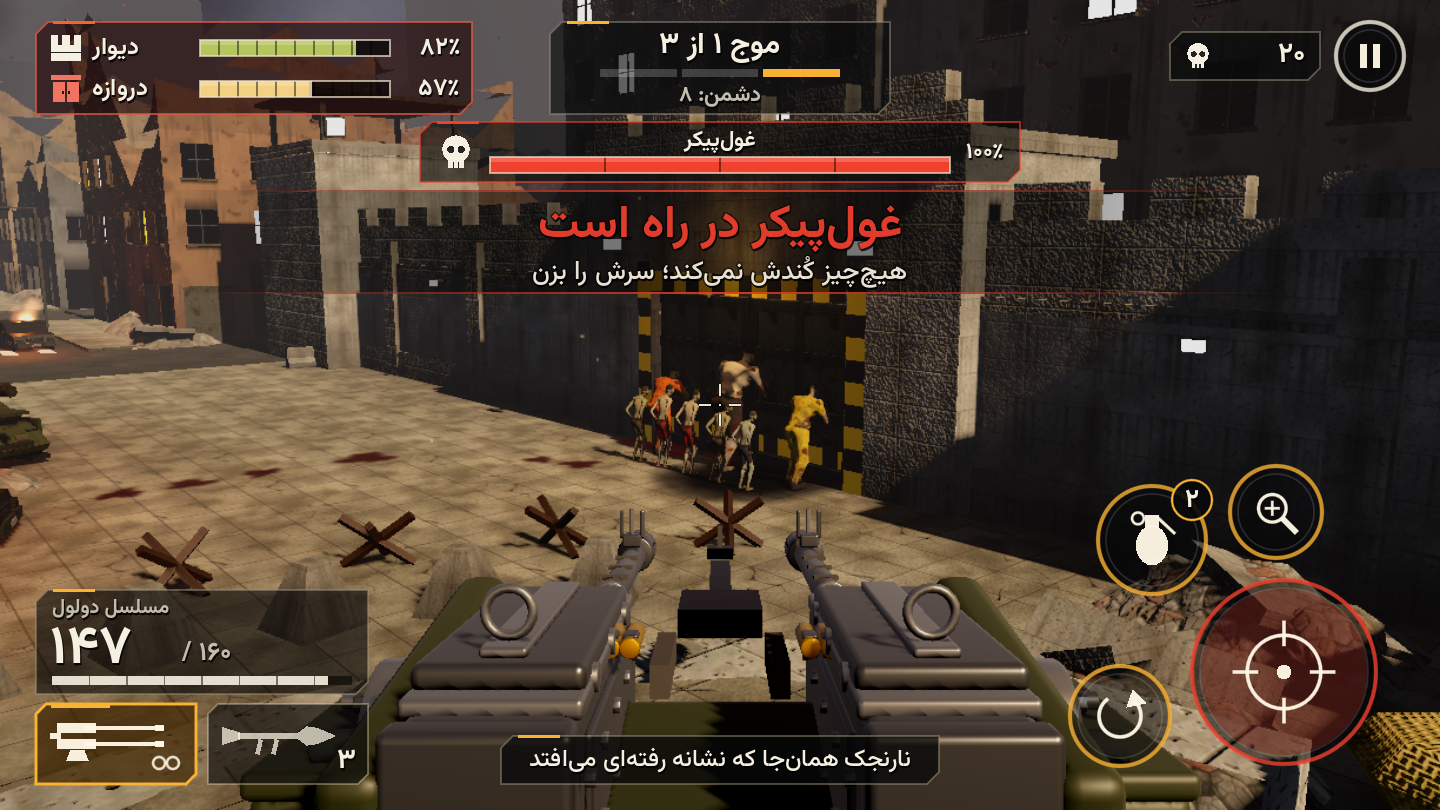 دیوار ۸۲٪
دروازه ۵۷٪
موج ۱ از ۳
دشمن: ۸
۲۰
غول‌پیکر
۱۰۰٪
غول‌پیکر در راه است
هیچ‌چیز کُندش نمی‌کند؛ سرش را بزن
۲
مسلسل دولول
۱۴۷ / ۱۶۰
∞
۳
نارنجک همان‌جا که نشانه رفته‌ای می‌افتد